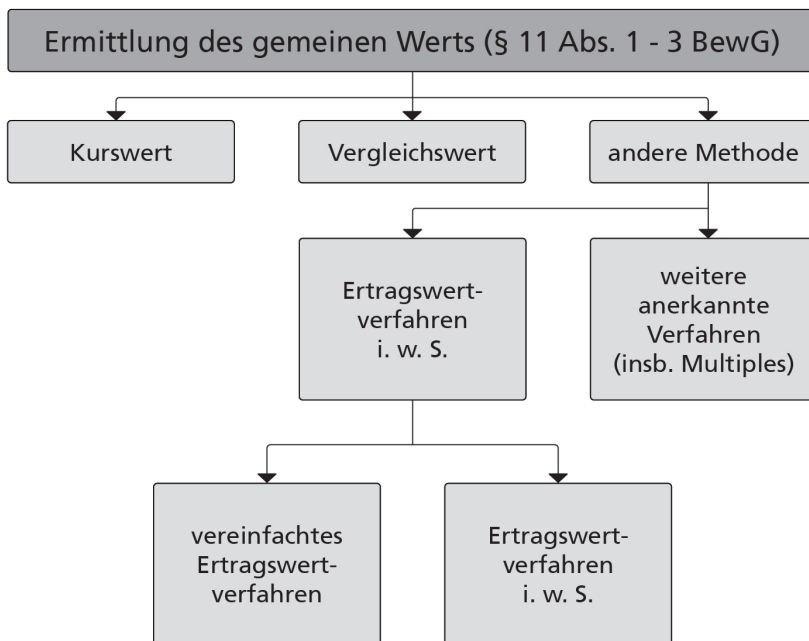 Ermittlung des gemeinen Werts (§ 11 Abs. 1 - 3 BewG)
Kurswert
Vergleichswert
andere Methode
Ertragswert-
verfahren
i. w. S.
weitere
anerkannte
Verfahren
(insb. Multiples)
vereinfachtes
Ertragswert-
verfahren
Ertragswert-
verfahren
i. w. S.